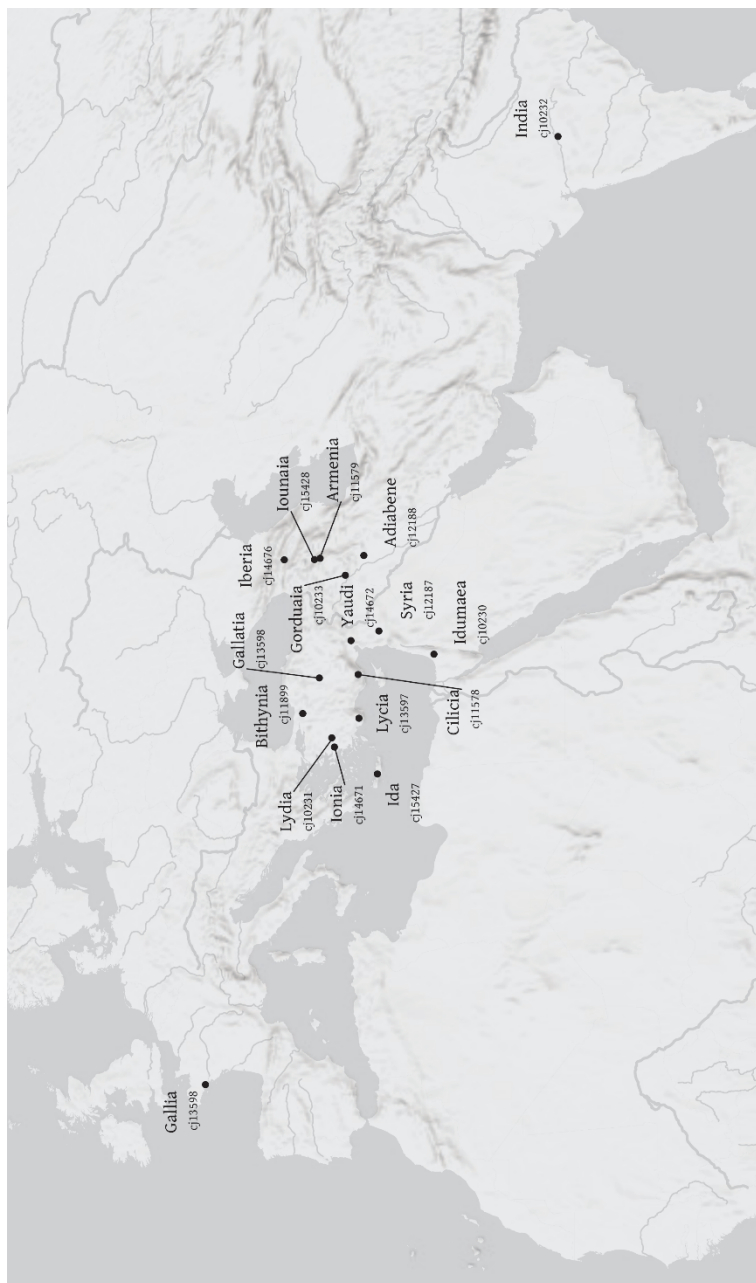 Gallia
cj13598
Bithynia
cj11899
Gallatia
cj13598
Iberia
cj14676
Iounaia
cj15428
Armenia
cj11579
Gorduaia
cj10233
Yaudi
cj14672
Adiabene
cj12188
Lydia
cj10231
Ionia
cj14671
Ida
cj15427
Lycia
cj13597
Cilicia
cj11578
Syria
cj12187
Idumaea
cj10230
India
cj10232